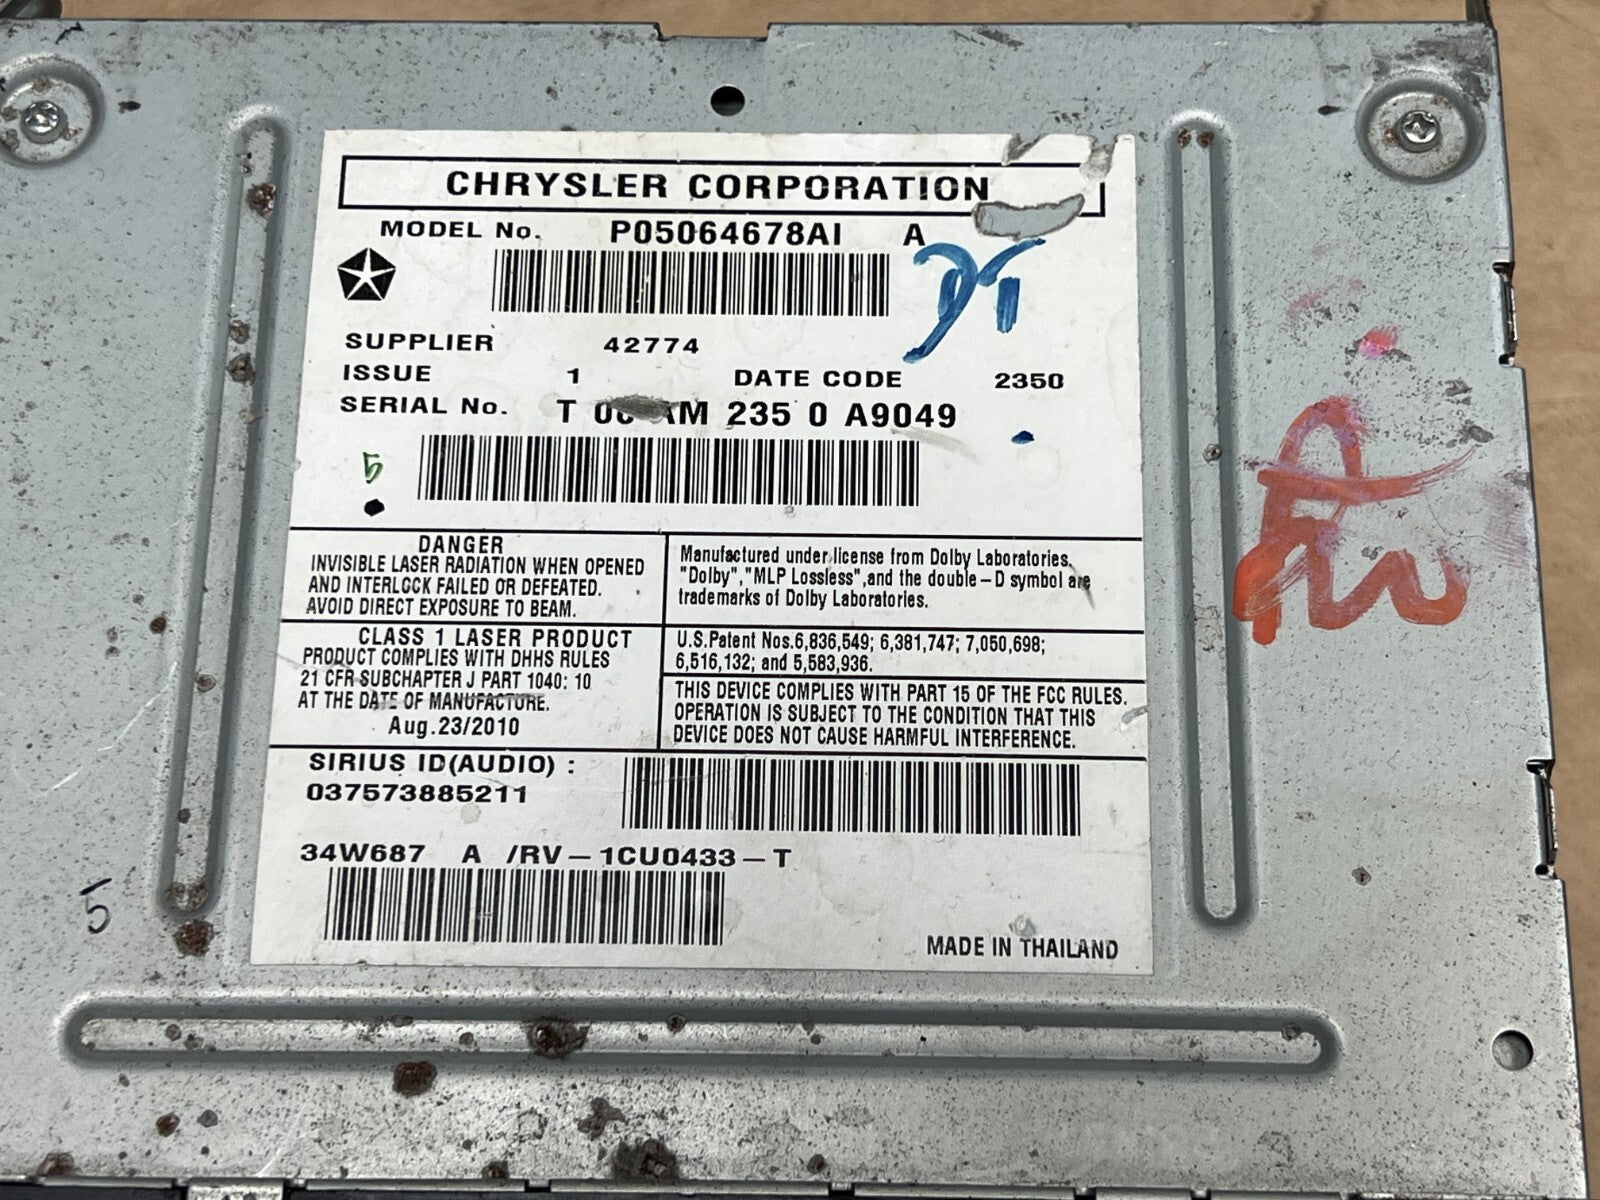 CHRYSLER CORPORATION
MODEL No. P05064678AI A
SUPPLIER 42774
ISSUE 1 DATE CODE 2350
SERIAL No. T 235 0 A9049
5
DANGER
INVISIBLE LASER RADIATION WHEN OPENED
AND INTERLOCK FAILED OR DEFEATED.
AVOID DIRECT EXPOSURE TO BEAM.
Manufactured under license from Dolby Laboratories.
"Dolby","MLP Lossless",and the double-D symbol are
trademarks of Dolby Laboratories.
CLASS 1 LASER PRODUCT
PRODUCT COMPLIES WITH DHHS RULES
21 CFR SUBCHAPTER J PART 1040: 10
AT THE DATE OF MANUFACTURE.
Aug.23/2010
U.S.Patent Nos.6,836,549; 6,381,747; 7,050,698;
6,516,132; and 5,583,936.
THIS DEVICE COMPLIES WITH PART 15 OF THE FCC RULES.
OPERATION IS SUBJECT TO THE CONDITION THAT THIS
DEVICE DOES NOT CAUSE HARMFUL INTERFERENCE.
SIRIUS ID(AUDIO) :
037573885211
34W687 A /RV-1CU0433-T
5
MADE IN THAILAND